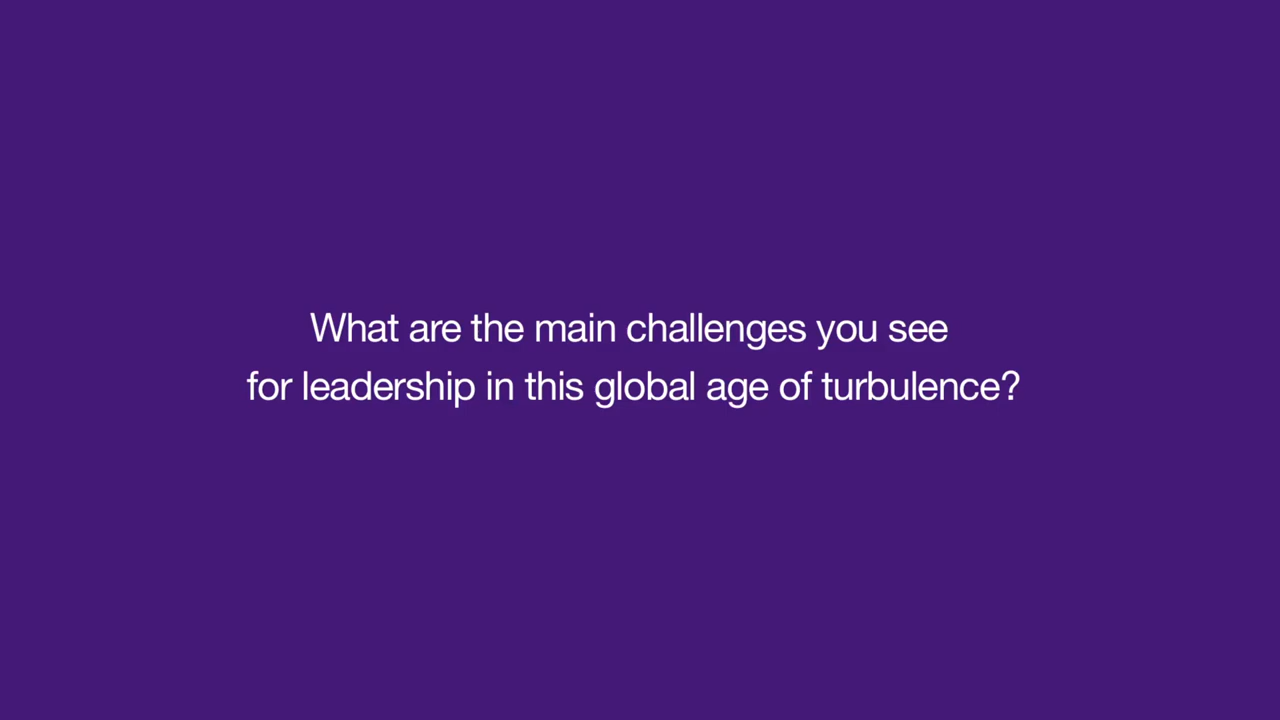 What are the main challenges you see
for leadership in this global age of turbulence?